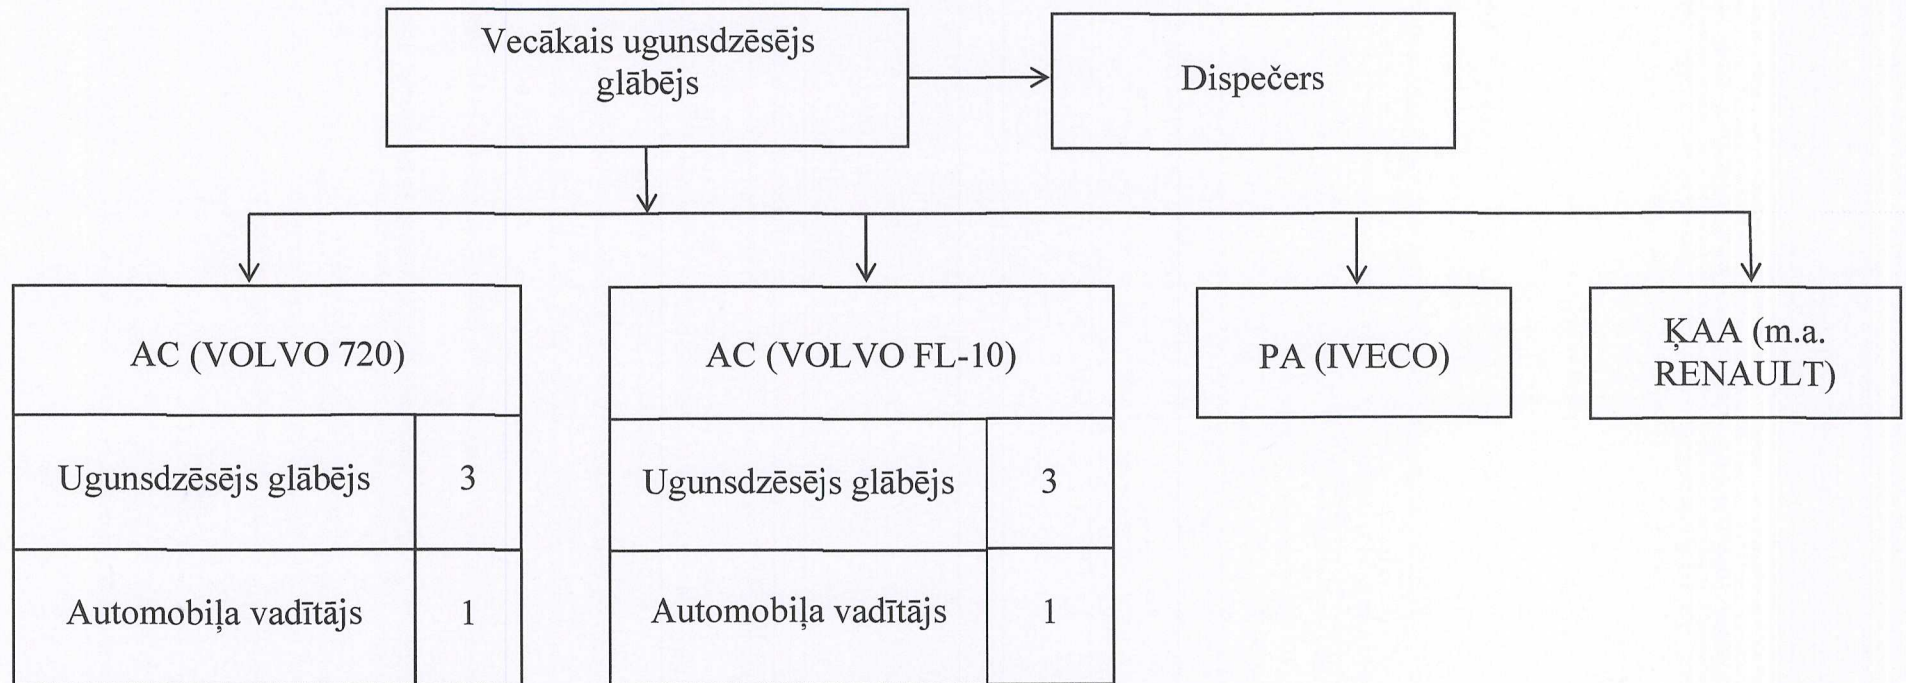 Vecākais ugunsdzēsējs
glābējs
Dispečers
AC (VOLVO 720)
Ugunsdzēsējs glābējs 3
Automobiļa vadītājs 1
AC (VOLVO FL-10)
Ugunsdzēsējs glābējs 3
Automobiļa vadītājs 1
PA (IVECO)
ĶAA (m.a.
RENAULT)